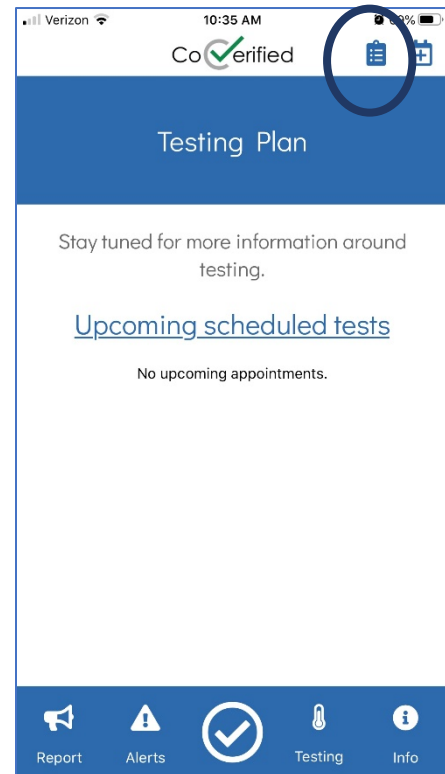 Verizon 10:35 AM
CoVerified
Testing Plan
Stay tuned for more information around
testing.
Upcoming scheduled tests
No upcoming appointments.
Report Alerts Testing Info